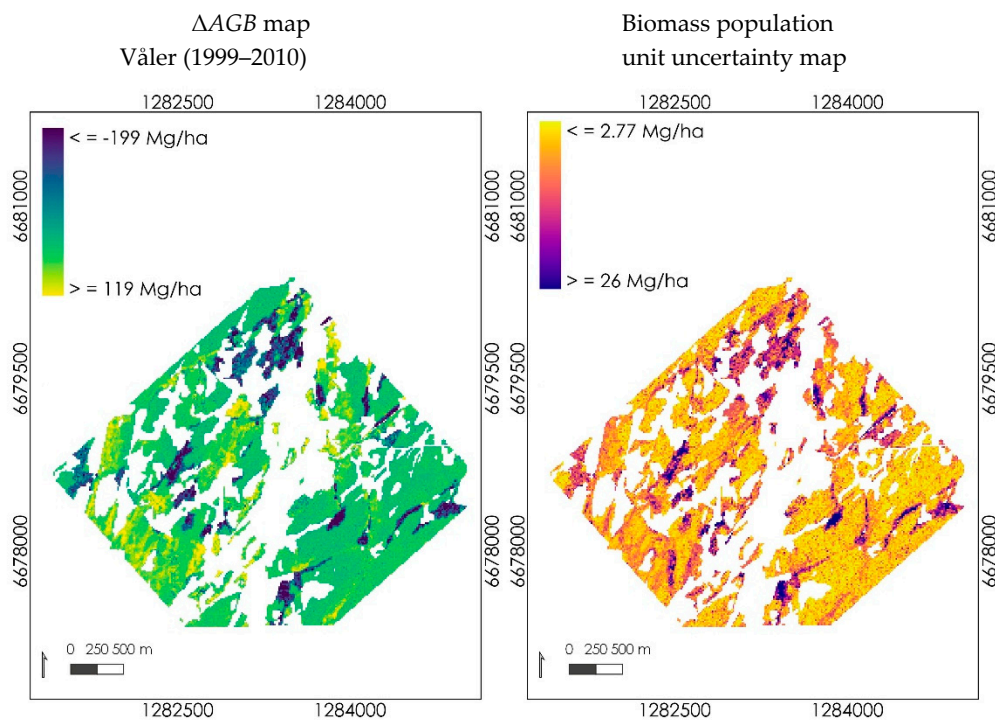 ΔAGB map
Våler (1999–2010)
1282500 1284000
< = -199 Mg/ha
> = 119 Mg/ha
6681000
6679500
6678000
6681000
6679500
6678000
0 250 500 m
1282500 1284000
Biomass population
unit uncertainty map
1282500 1284000
< = 2.77 Mg/ha
> = 26 Mg/ha
6681000
6679500
6678000
0 250 500 m
1282500 1284000